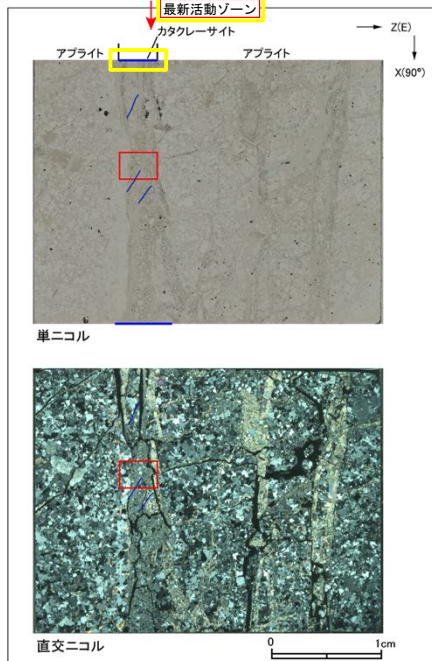 最新活動ゾーン
カタクレーサイト
アプライト
アプライト
Z(E)
X(90°)
単ニコル
直交ニコル
0
1cm